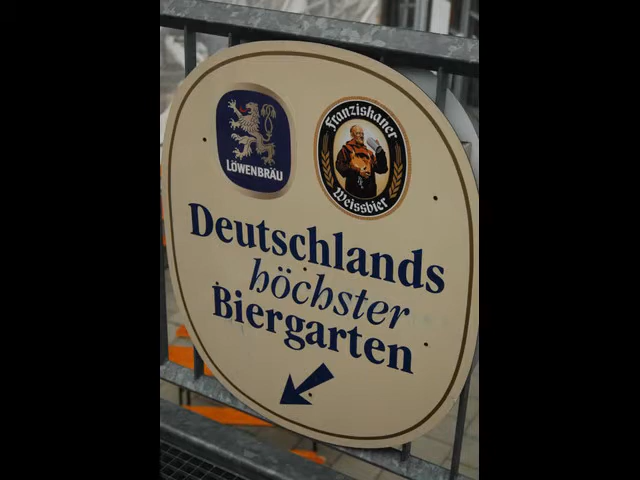 LÖWENBRÄU
Franziskaner
Weissbier
Deutschlands
höchster
Biergarten